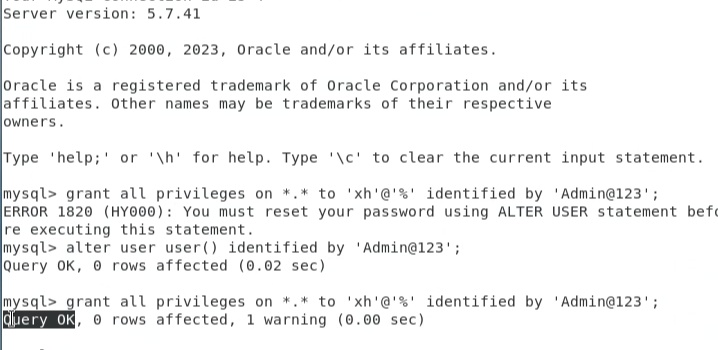 Server version: 5.7.41
Copyright (c) 2000, 2023, Oracle and/or its affiliates.
Oracle is a registered trademark of Oracle Corporation and/or its
affiliates. Other names may be trademarks of their respective
owners.
Type 'help;' or '\h' for help. Type '\c' to clear the current input statement.
mysql> grant all privileges on *.* to 'xh'@'%' identified by 'Admin@123';
ERROR 1820 (HY000): You must reset your password using ALTER USER statement befo
re executing this statement.
mysql> alter user user() identified by 'Admin@123';
Query OK, 0 rows affected (0.02 sec)
mysql> grant all privileges on *.* to 'xh'@'%' identified by 'Admin@123';
Query OK, 0 rows affected, 1 warning (0.00 sec)